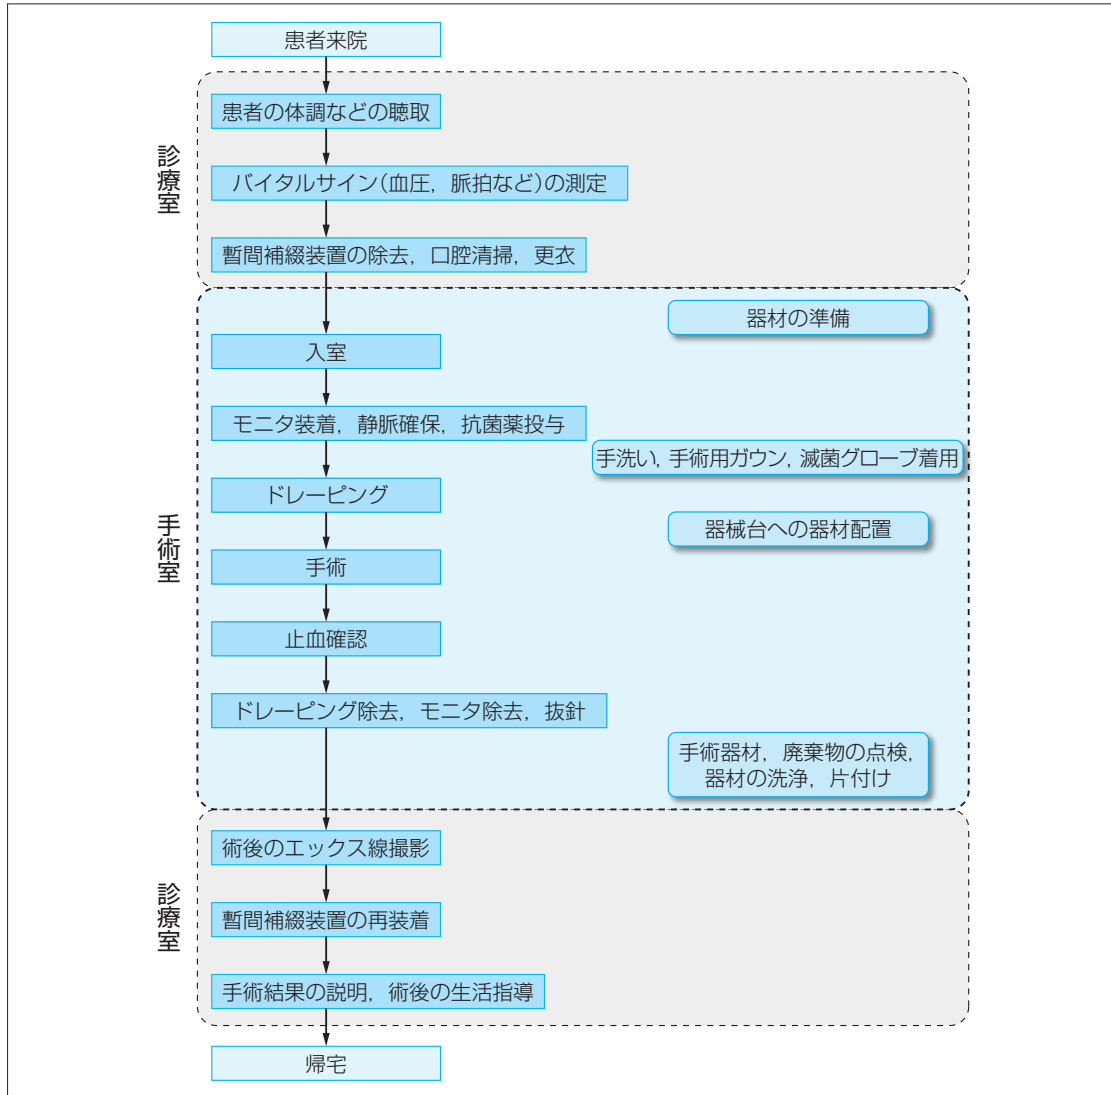 患者来院
診療室
患者の体調などの聴取
バイタルサイン(血圧,脈拍など)の測定
暫間補綴装置の除去,口腔清掃,更衣
手術室
器材の準備
入室
モニタ装着,静脈確保,抗菌薬投与
手洗い,手術用ガウン,滅菌グローブ着用
ドレーピング
器械台への器材配置
手術
止血確認
ドレーピング除去,モニタ除去,抜針
手術器材,廃棄物の点検,
器材の洗浄,片付け
診療室
術後のエックス線撮影
暫間補綴装置の再装着
手術結果の説明,術後の生活指導
帰宅